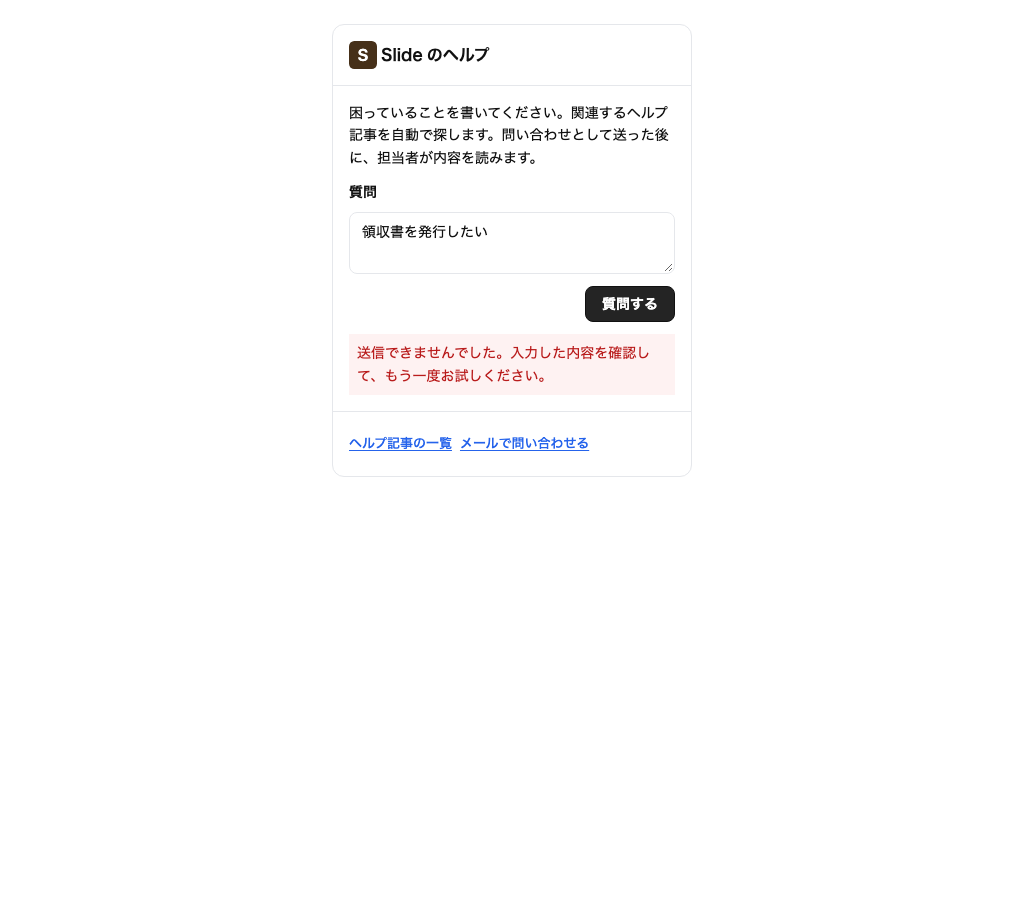 S Slide のヘルプ
困っていることを書いてください。関連するヘルプ
記事を自動で探します。問い合わせとして送った後
に、担当者が内容を読みます。
質問
領収書を発行したい
質問する
送信できませんでした。入力した内容を確認し
て、もう一度お試しください。
ヘルプ記事の一覧 メールで問い合わせる